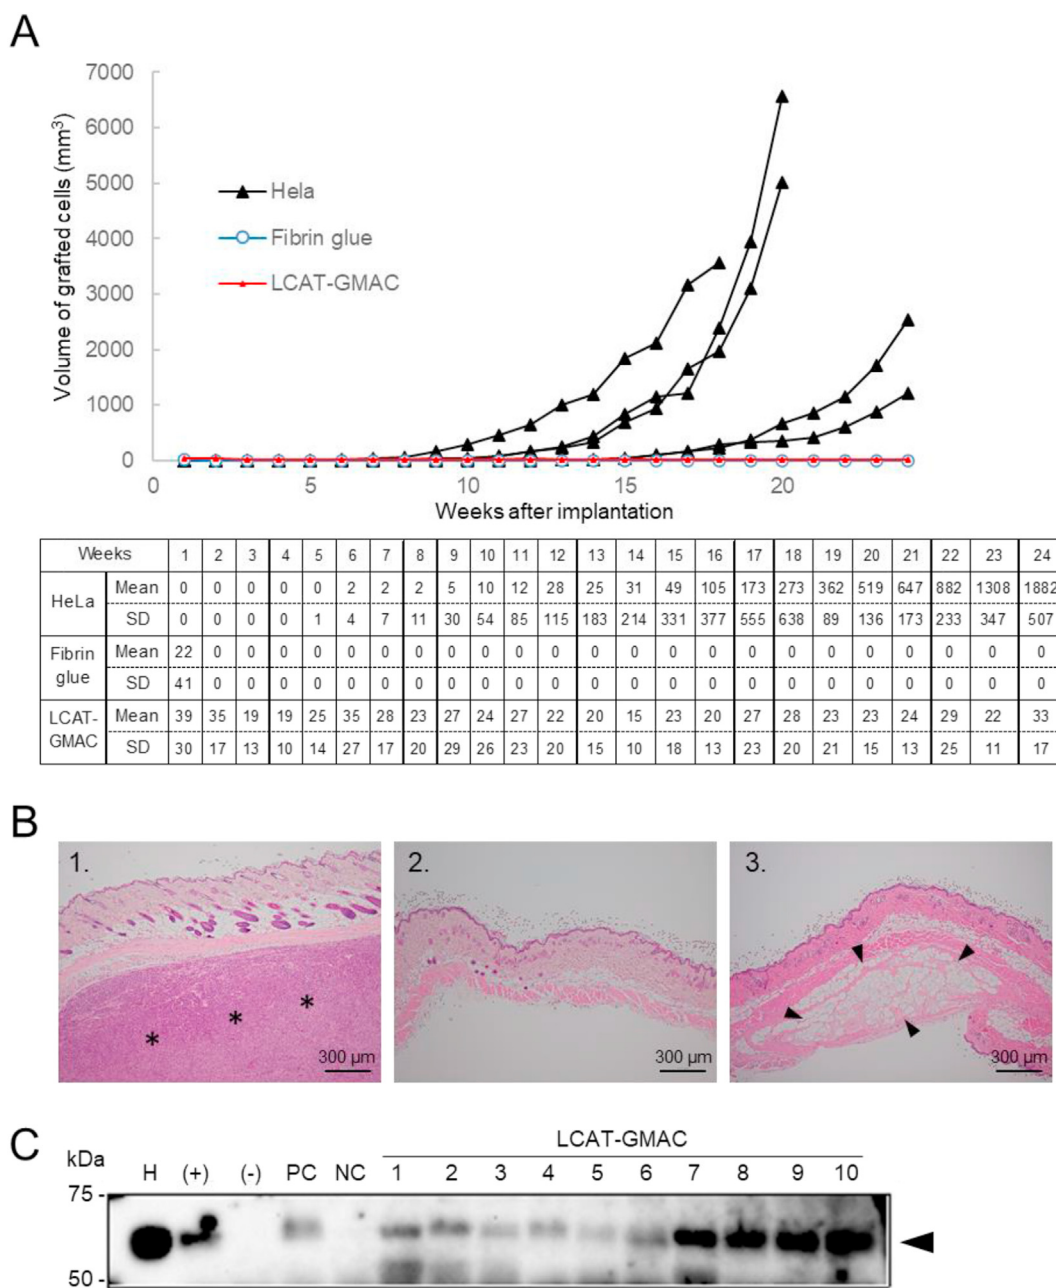 A
7000
6000
5000
4000
3000
2000
1000
0
Volume of grafted cells (mm3)
Hela
Fibrin glue
LCAT-GMAC
0 5 10 15 20
Weeks after implantation
Weeks 1 2 3 4 5 6 7 8 9 10 11 12 13 14 15 16 17 18 19 20 21 22 23 24
HeLa Mean 0 0 0 0 0 2 2 2 5 10 12 28 25 31 49 105 173 273 362 519 647 882 1308 1882
SD 0 0 0 0 1 4 7 11 30 54 85 115 183 214 331 377 555 638 89 136 173 233 347 507
Fibrin glue Mean 22 0 0 0 0 0 0 0 0 0 0 0 0 0 0 0 0 0 0 0 0 0 0 0
SD 41 0 0 0 0 0 0 0 0 0 0 0 0 0 0 0 0 0 0 0 0 0 0 0
LCAT-GMAC Mean 39 35 19 19 25 35 28 23 27 24 27 22 20 15 23 20 27 28 23 23 24 29 22 33
SD 30 17 13 10 14 27 17 20 29 26 23 20 15 10 18 13 23 20 21 15 13 25 11 17
B
1. 2. 3.
* * *
300 µm 300 µm 300 µm
C
LCAT-GMAC
kDa H (+) (-) PC NC 1 2 3 4 5 6 7 8 9 10
75 -
50 -